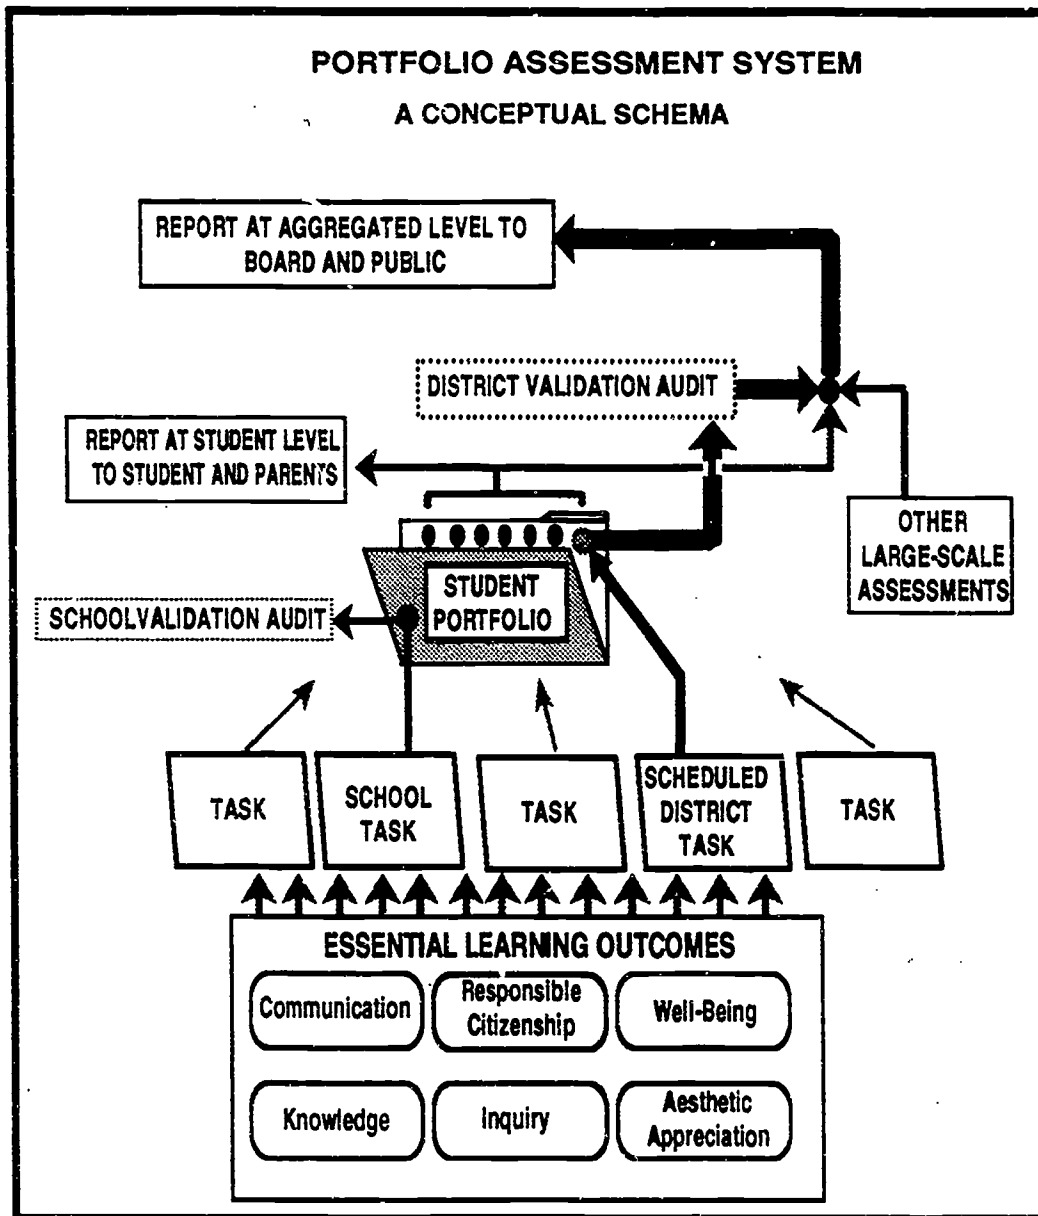 PORTFOLIO ASSESSMENT SYSTEM
A CONCEPTUAL SCHEMA
REPORT AT AGGREGATED LEVEL TO
BOARD AND PUBLIC
DISTRICT VALIDATION AUDIT
REPORT AT STUDENT LEVEL
TO STUDENT AND PARENTS
OTHER
LARGE-SCALE
ASSESSMENTS
STUDENT
PORTFOLIO
SCHOOLVALIDATION AUDIT
TASK
SCHOOL
TASK
TASK
SCHEDULED
DISTRICT
TASK
TASK
ESSENTIAL LEARNING OUTCOMES
Communication
Responsible
Citizenship
Well-Being
Knowledge
Inquiry
Aesthetic
Appreciation